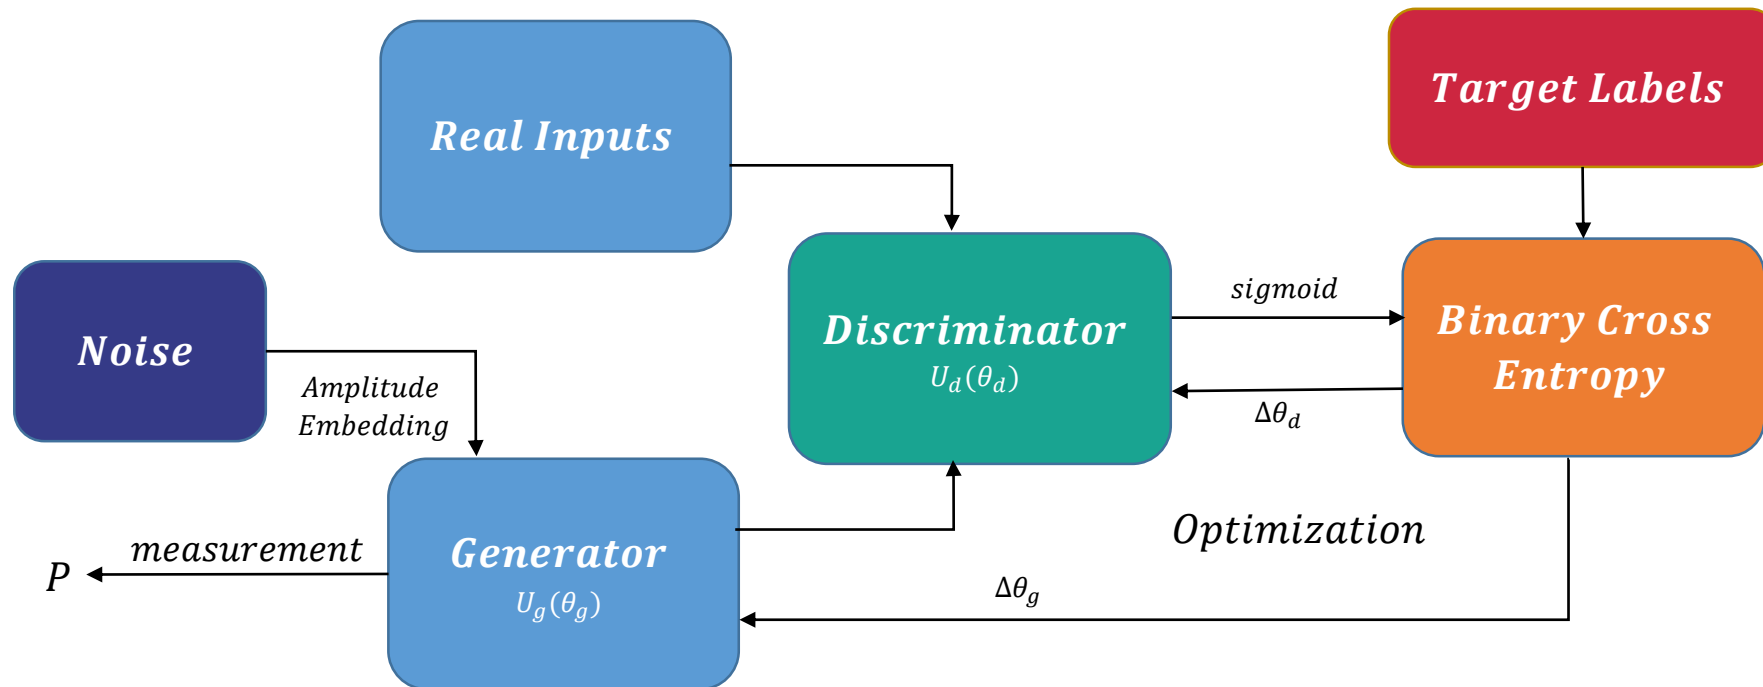 Target Labels
Real Inputs
sigmoid
Discriminator
U_d(θ_d)
Binary Cross
Entropy
Noise
Amplitude
Embedding
Δθ_d
Optimization
measurement
P
Generator
U_g(θ_g)
Δθ_g